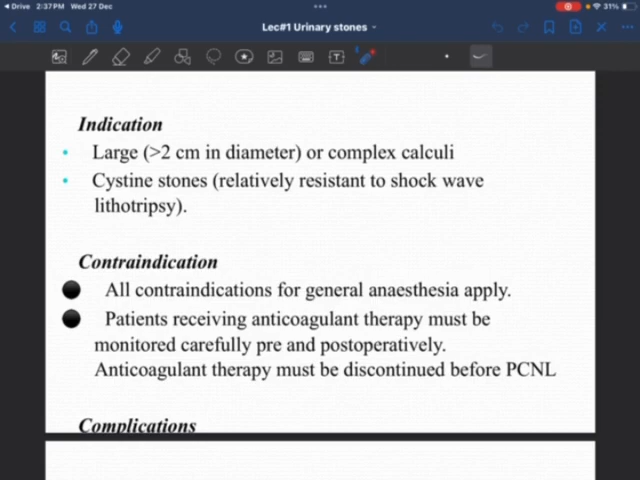 Drive 2:37 PM Wed 27 Dec
31%
Lec#1 Urinary stones
Indication
Large (>2 cm in diameter) or complex calculi
Cystine stones (relatively resistant to shock wave
lithotripsy).
Contraindication
All contraindications for general anaesthesia apply.
Patients receiving anticoagulant therapy must be
monitored carefully pre and postoperatively.
Anticoagulant therapy must be discontinued before PCNL
Complications